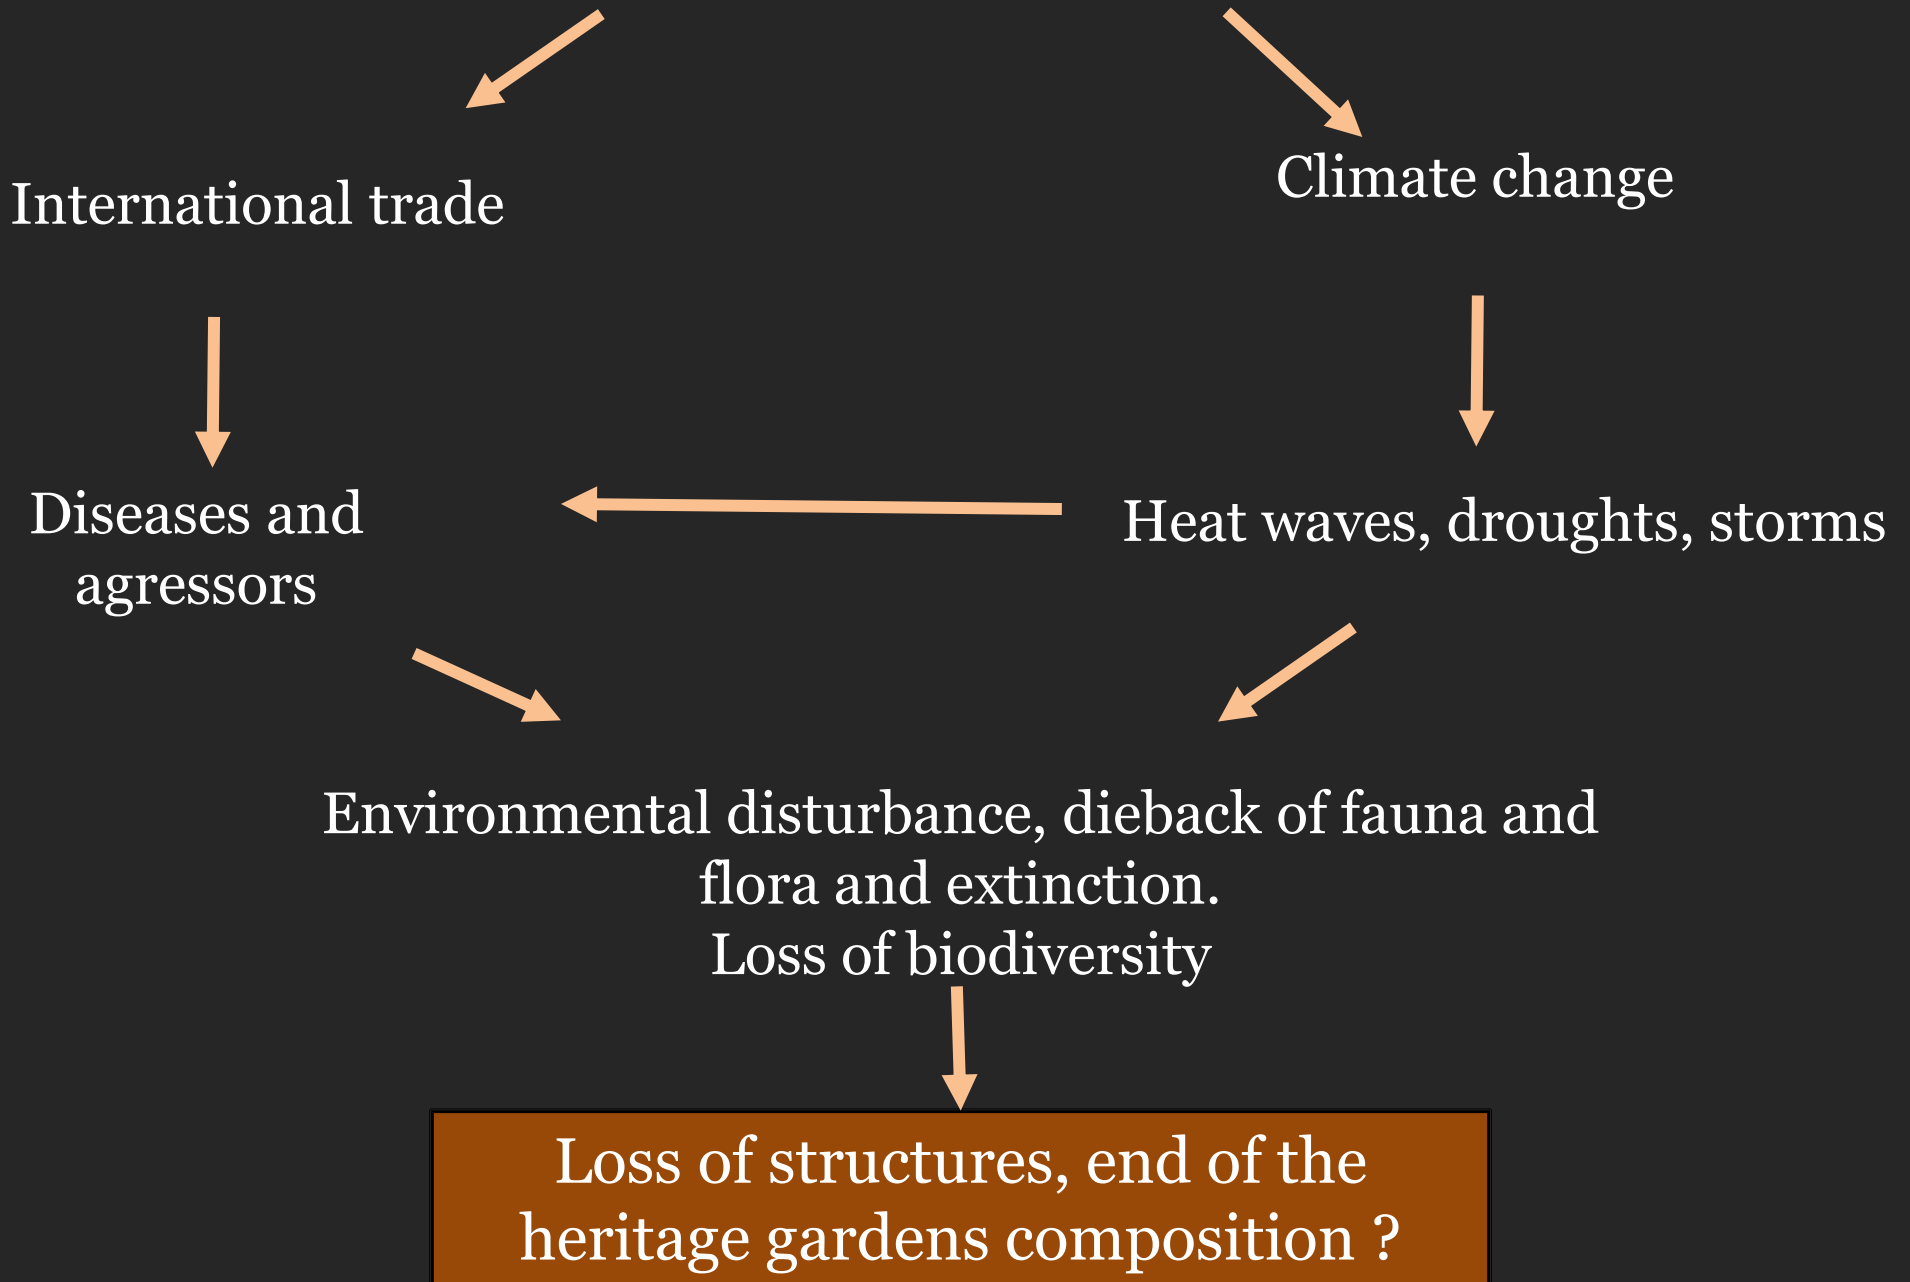 Climate change
International trade
Diseases and
agressors
Heat waves, droughts, storms
Environmental disturbance, dieback of fauna and
flora and extinction.
Loss of biodiversity
Loss of structures, end of the
heritage gardens composition ?